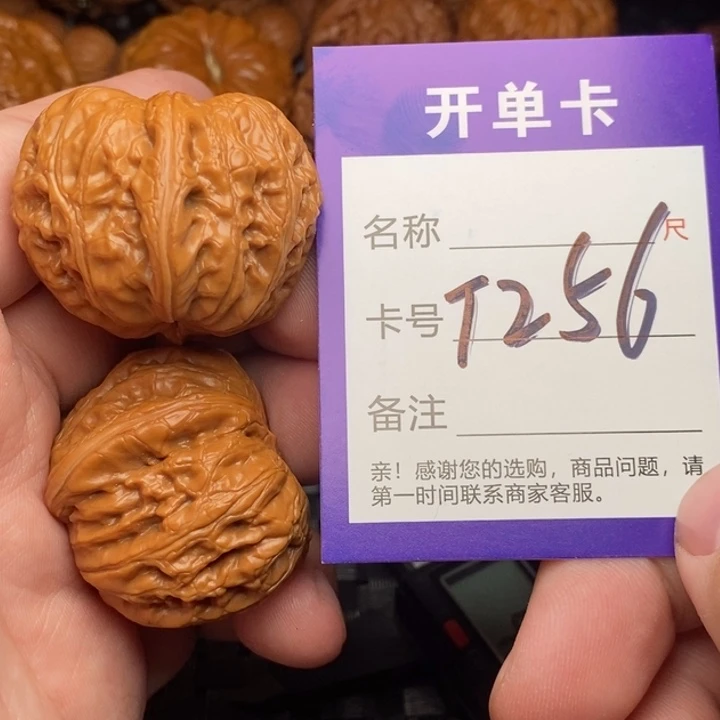 开单卡
名称 尺
卡号 T256
备注
亲！感谢您的选购，商品问题，请
第一时间联系商家客服。